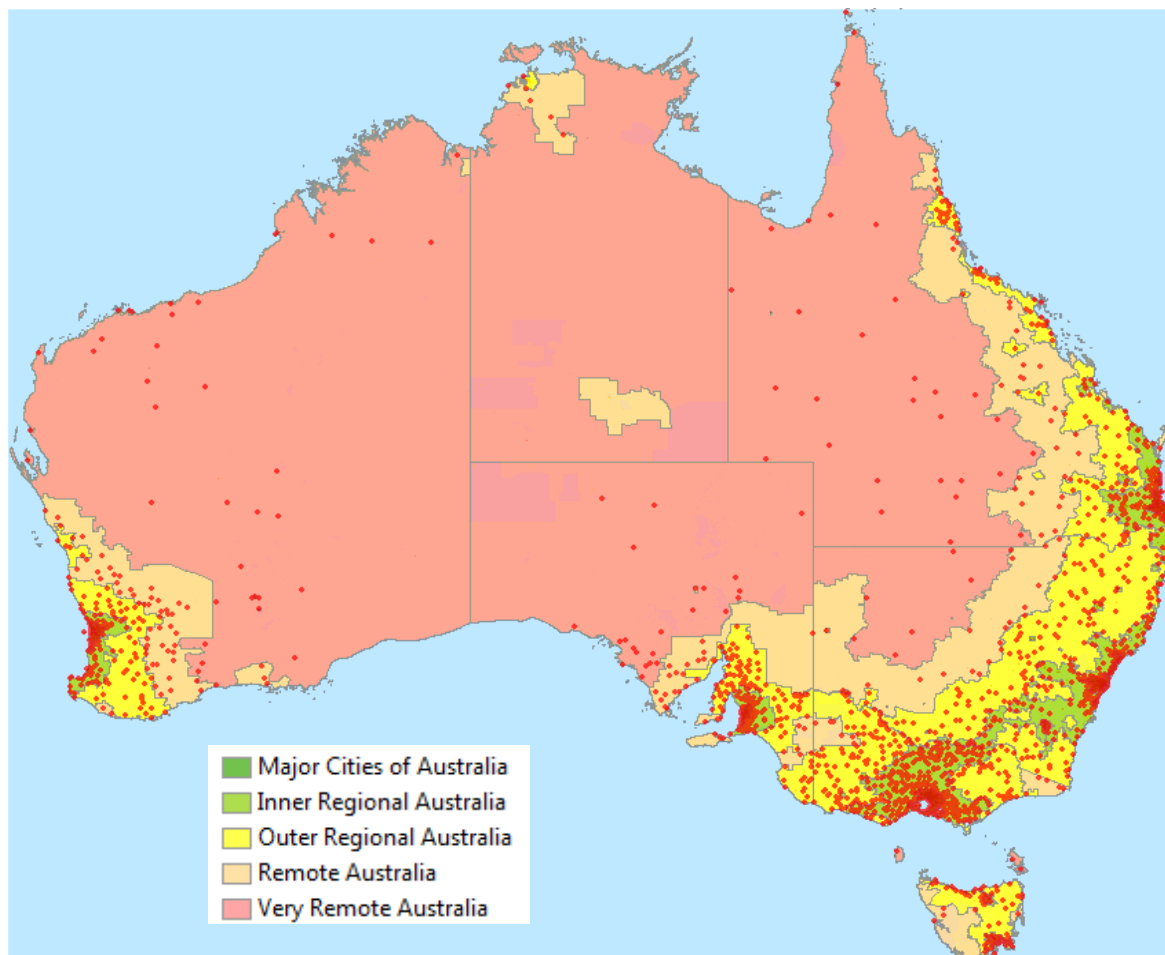 Major Cities of Australia
Inner Regional Australia
Outer Regional Australia
Remote Australia
Very Remote Australia